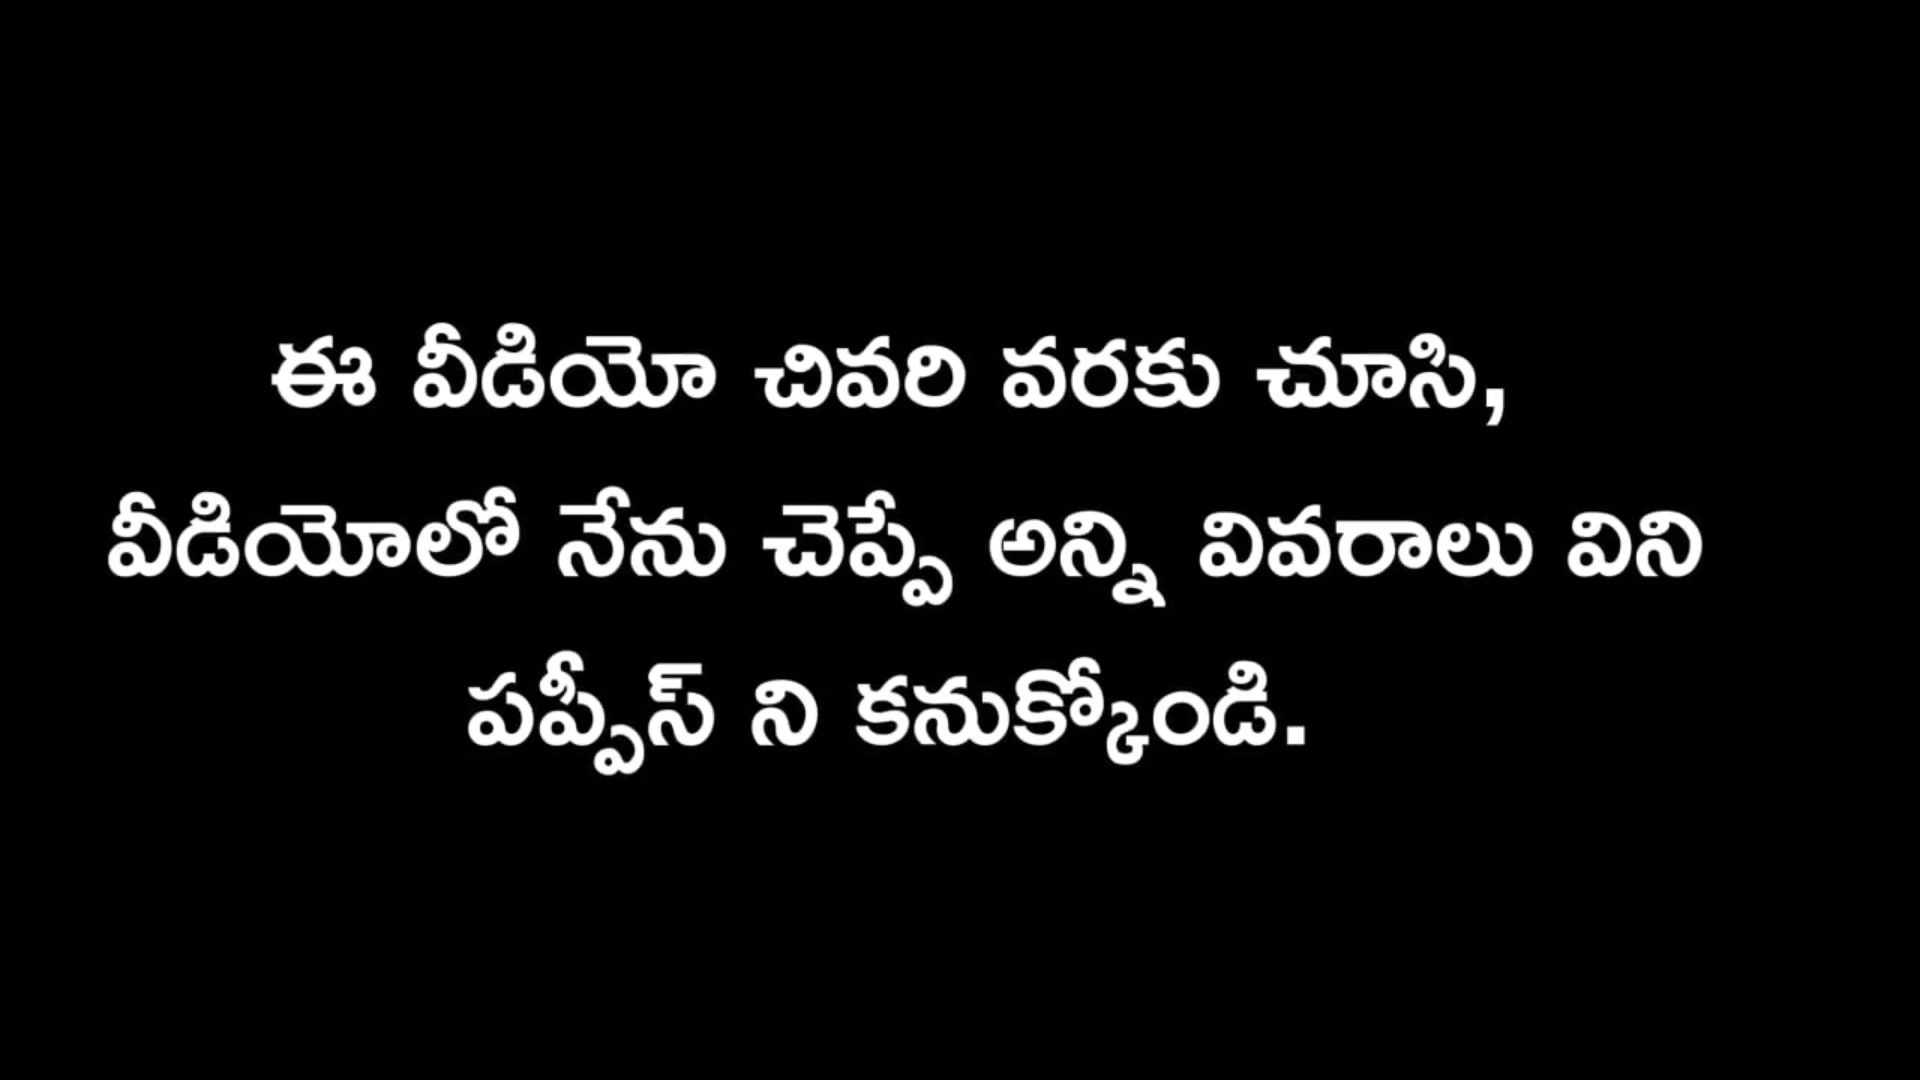 ఈ వీడియో చివరి వరకు చూసి,
వీడియోలో నేను చెప్పే అన్ని వివరాలు విని
పప్పీస్ ని కనుక్కోండి.